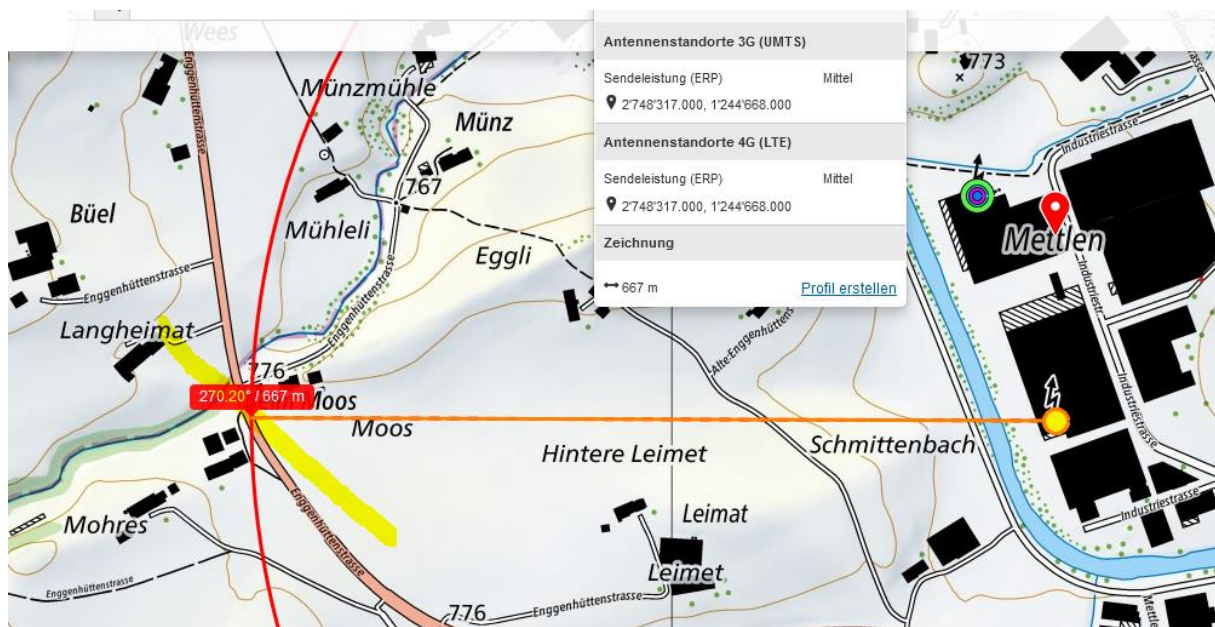 Wees
Antennenstandorte 3G (UMTS)
Sendeleistung (ERP) Mittel
2'748'317.000, 1'244'668.000
Antennenstandorte 4G (LTE)
Sendeleistung (ERP) Mittel
2'748'317.000, 1'244'668.000
Zeichnung
667 m Profil erstellen
773
Enggenhüttenstrasse
Münzmühle
Münz
767
Büel
Mühleli
Eggli
Industriestrasse
Mettlen
Enggenhüttenstrasse
Enggenhüttenstrasse
Langheimat
Alte-Enggenhüttens
Industriestr
776
270.20° / 667 m
Moos
Moos
Schmittenbach
Hintere Leimet
Industriestrasse
Mohres
Enggenhüttenstrasse
Leimat
Industriestrasse
Leimet
Enggenhüttenstrasse
776
Enggenhüttenstrasse
Mettle